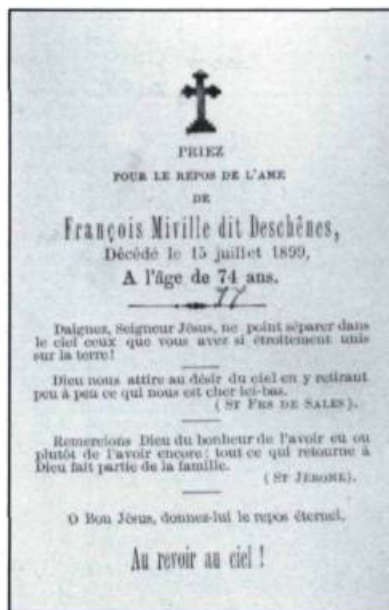 PRIEZ
POUR LE REPOS DE L'AME
DE
François Miville dit Deschênes,
Décédé le 15 juillet 1899,
A l'âge de 74 ans.
77
Daignez, Seigneur Jésus, ne point séparer dans
le ciel ceux que vous avez si étroitement unis
sur la terre!
Dieu nous attire au désir du ciel en y retirant
peu à peu ce qui nous est cher ici-bas.
(ST FRS DE SALES).
Remercions Dieu du bonheur de l'avoir eu ou
plutôt de l'avoir encore: tout ce qui retourne à
Dieu fait partie de la famille.
(ST JEROME).
O Bon Jésus, donnez-lui le repos éternel.
Au revoir au ciel !